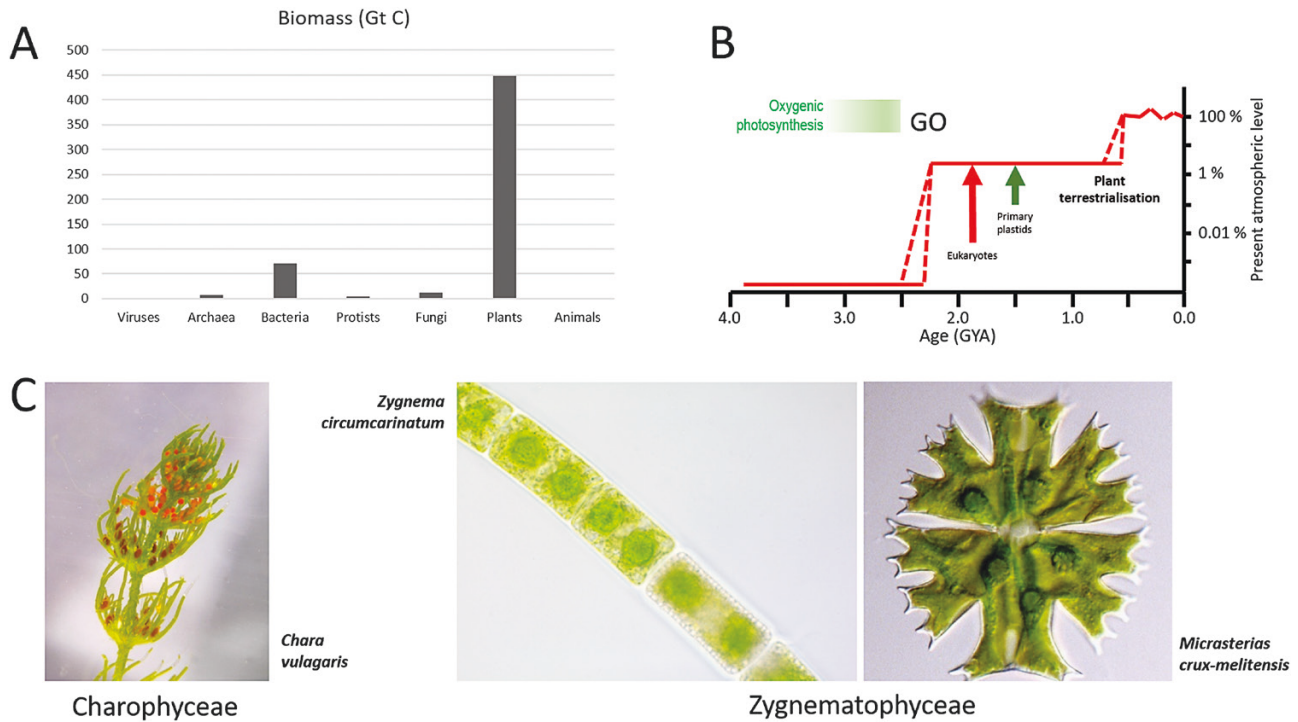 A
Biomass (Gt C)
500
450
400
350
300
250
200
150
100
50
0
Viruses
Archaea
Bacteria
Protists
Fungi
Plants
Animals
B
Oxygenic
photosynthesis
GO
100 %
1 %
0.01 %
Present atmospheric level
Plant
terrestrialisation
Primary
plastids
Eukaryotes
4.0
3.0
2.0
1.0
0.0
Age (GYA)
C
Zygnema
circumcarinatum
Chara
vulagaris
Micrasterias
crux-melitensis
Charophyceae
Zygnematophyceae